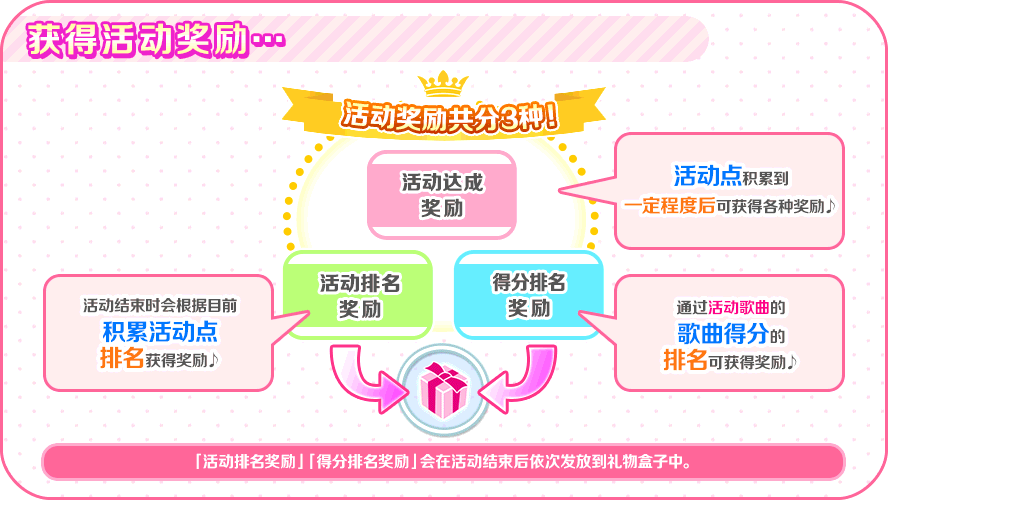 获得活动奖励…
活动奖励共分3种！
活动达成
奖励
活动点积累到
一定程度后可获得各种奖励♪
活动排名
奖励
得分排名
奖励
活动结束时会根据目前
积累活动点
排名获得奖励♪
通过活动歌曲的
歌曲得分的
排名可获得奖励♪
「活动排名奖励」「得分排名奖励」会在活动结束后依次发放到礼物盒子中。